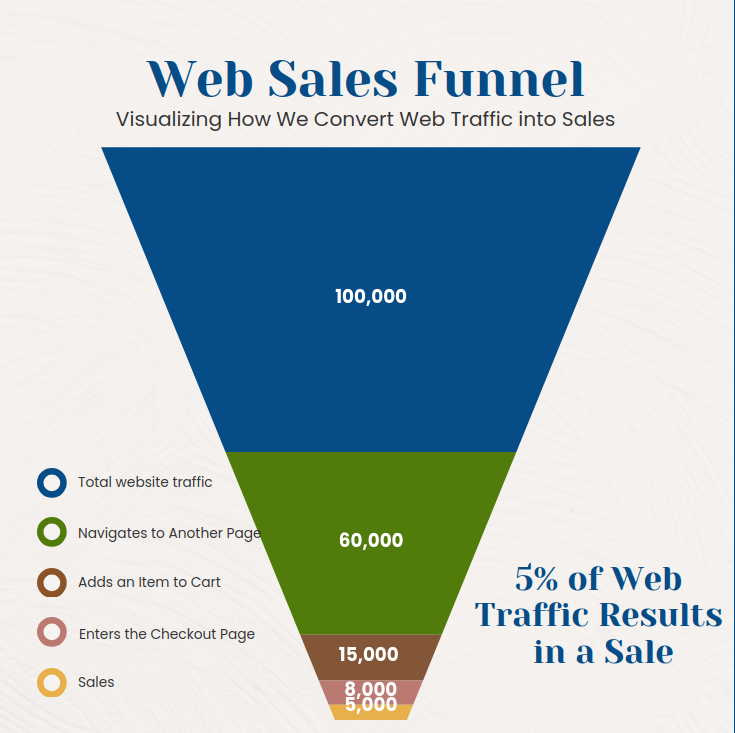 Web Sales Funnel
Visualizing How We Convert Web Traffic into Sales
100,000
60,000
15,000
8,000
5,000
Total website traffic
Navigates to Another Page
Adds an Item to Cart
Enters the Checkout Page
Sales
5% of Web
Traffic Results
in a Sale